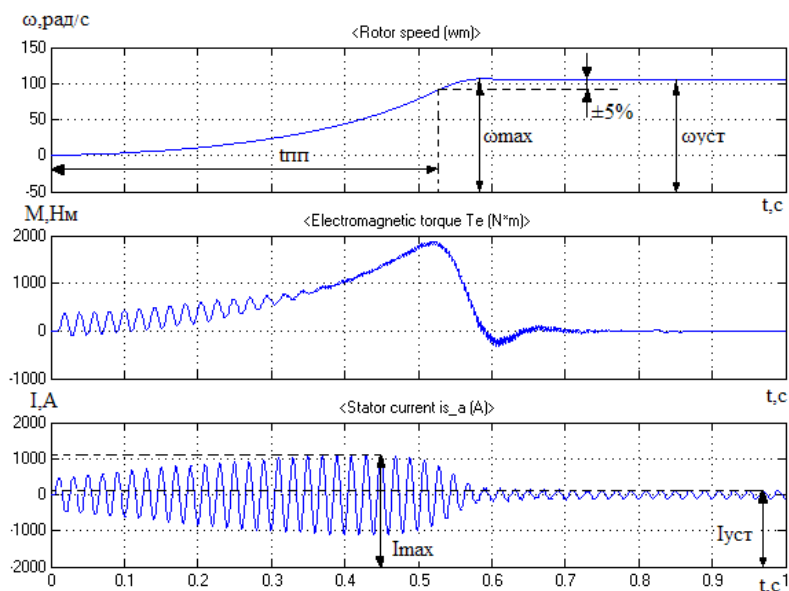 ω,рад/с
<Rotor speed (wm)>
150
100
50
0
-50
±5%
ωmax
ωуст
tпп
t,c
М,Нм
<Electromagnetic torque Te (N*m)>
2000
1000
0
-1000
t,c
I,A
<Stator current is_a (A)>
2000
1000
0
-1000
-2000
Imax
Iуст
0 0.1 0.2 0.3 0.4 0.5 0.6 0.7 0.8 0.9 t,c 1